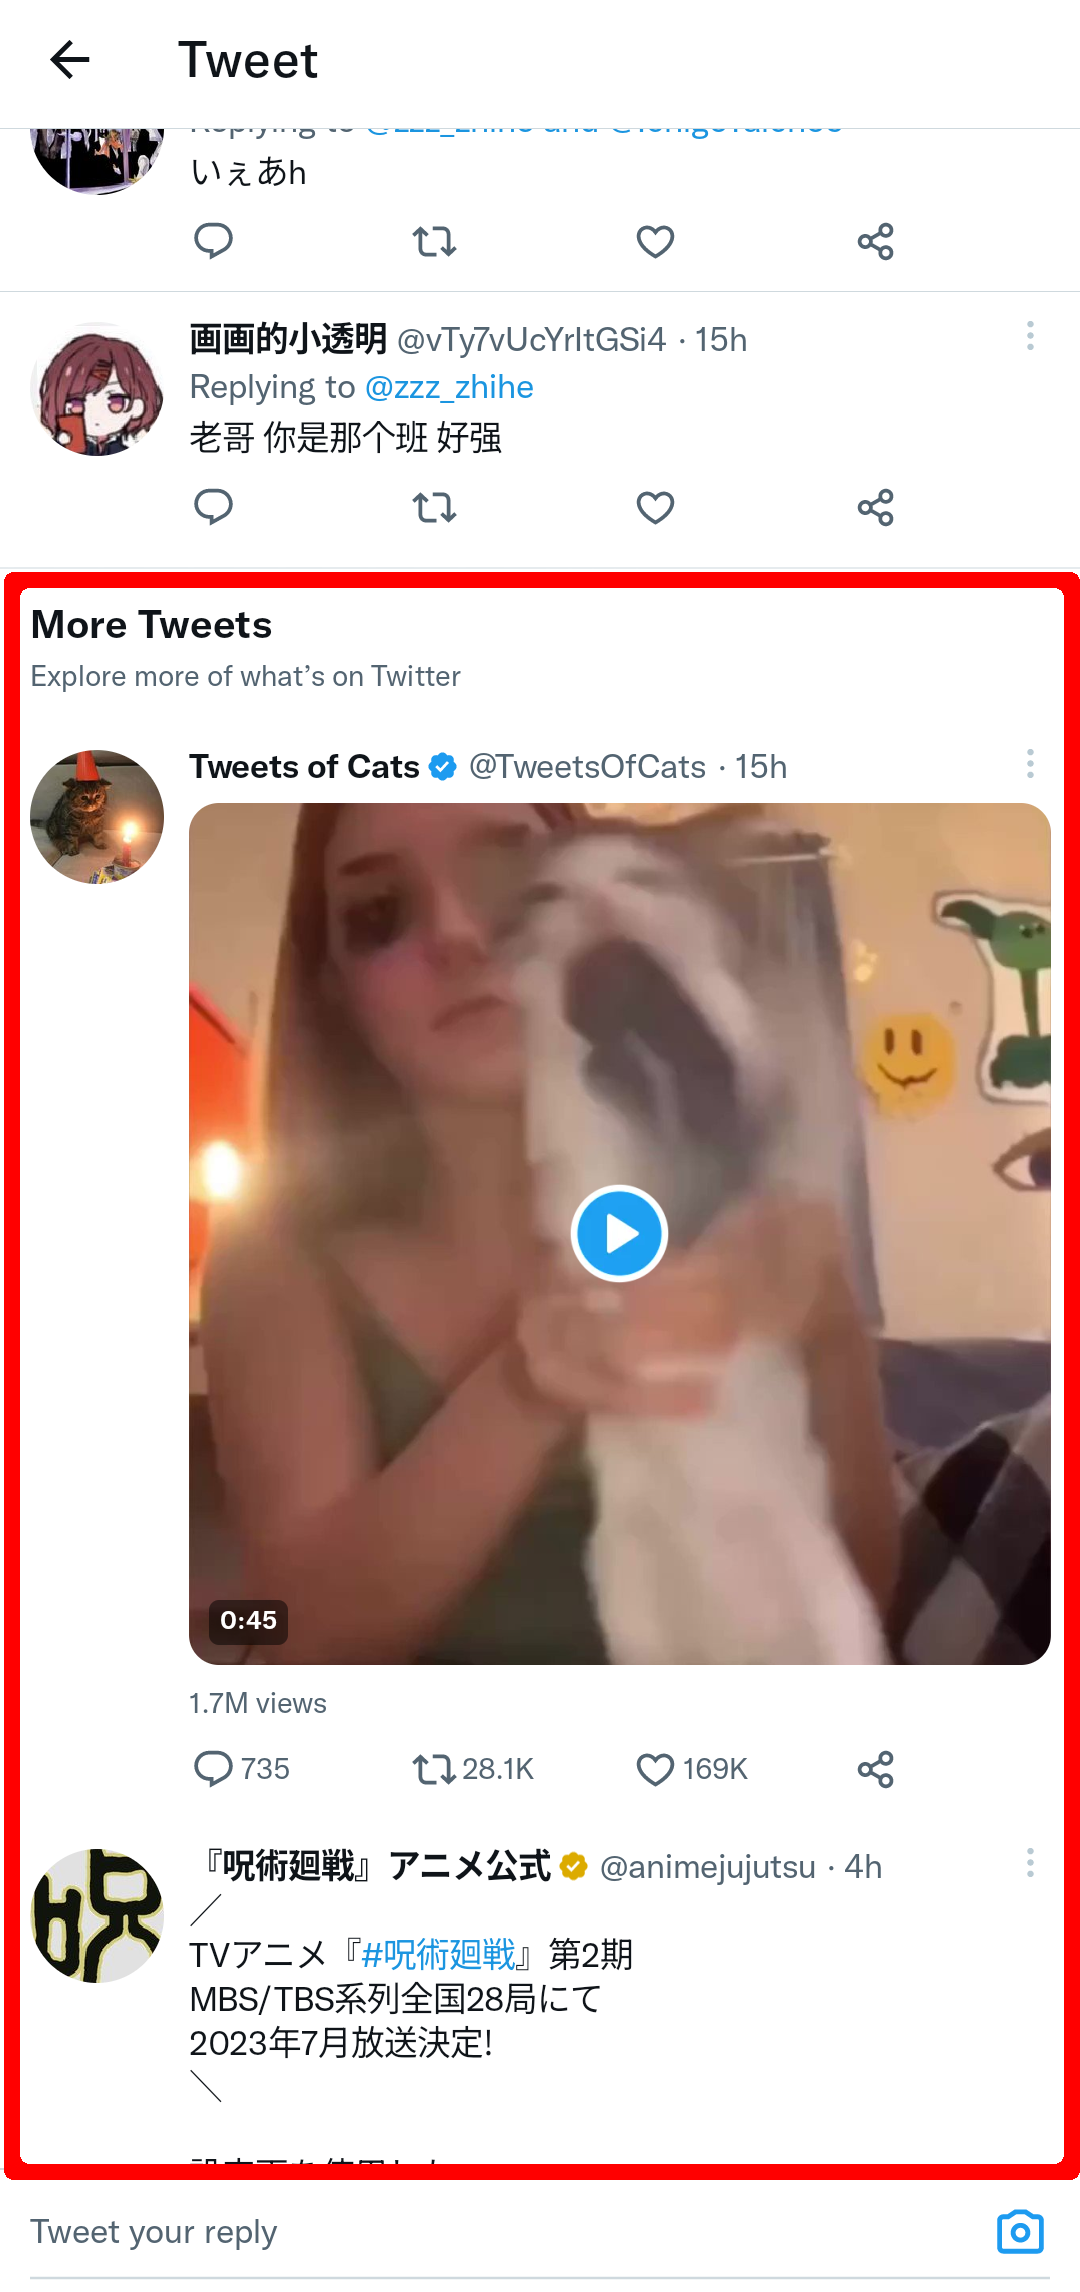 Tweet
Replying to @zzz_zhihe and
いぇあh
画画的小透明 @vTy7vUcYrItGSi4 · 15h
Replying to @zzz_zhihe
老哥 你是那个班 好强
More Tweets
Explore more of what's on Twitter
Tweets of Cats @TweetsOfCats · 15h
0:45
1.7M views
735 28.1K 169K
『呪術廻戦』アニメ公式 @animejujutsu · 4h
／
TVアニメ『#呪術廻戦』第2期
MBS/TBS系列全国28局にて
2023年7月放送決定!
＼
Tweet your reply